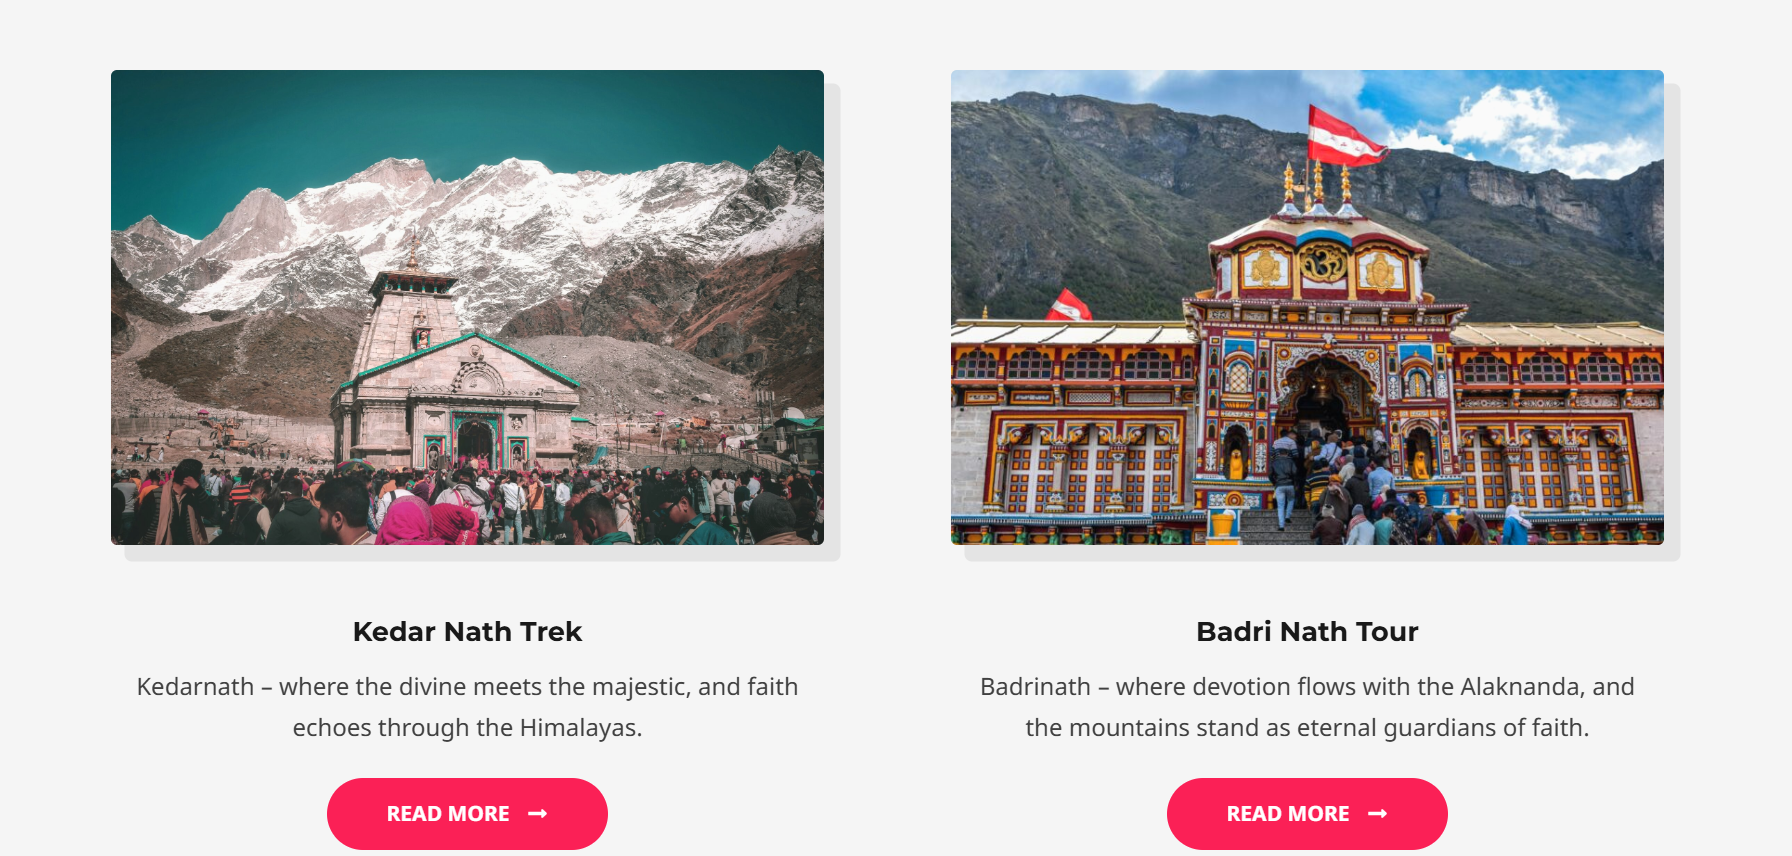 Kedar Nath Trek
Kedarnath – where the divine meets the majestic, and faith
echoes through the Himalayas.
READ MORE
Badri Nath Tour
Badrinath – where devotion flows with the Alaknanda, and
the mountains stand as eternal guardians of faith.
READ MORE